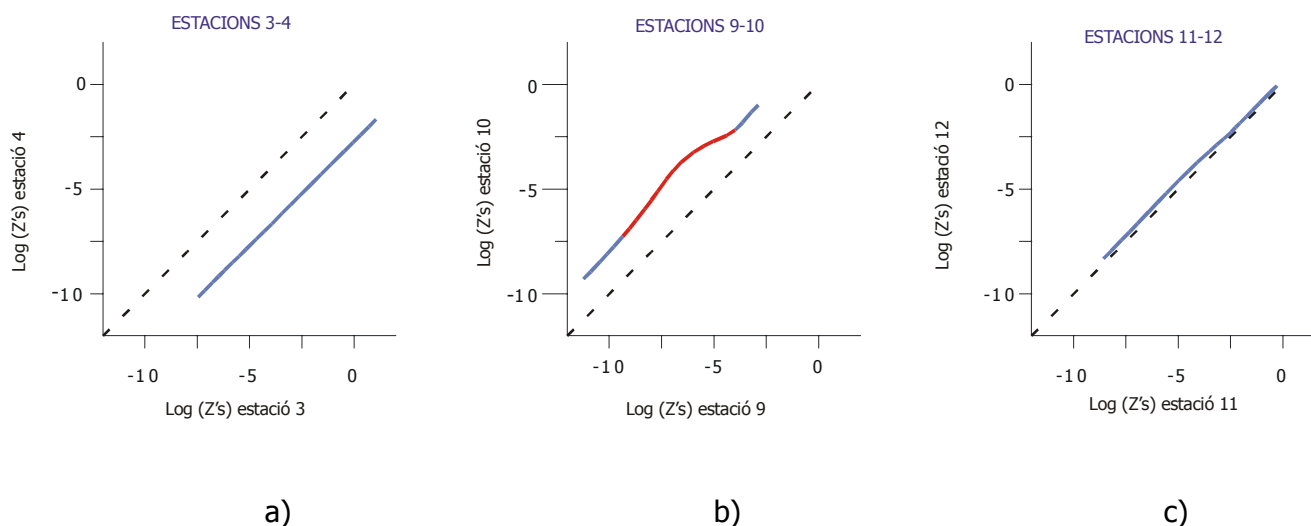 ESTACIONS 3-4
0
-5
-10
Log (Z's) estació 4
-10
-5
0
Log (Z's) estació 3
a)
ESTACIONS 9-10
0
-5
-10
Log (Z's) estació 10
-10
-5
0
Log (Z's) estació 9
b)
ESTACIONS 11-12
0
-5
-10
Log (Z's) estació 12
-10
-5
0
Log (Z's) estació 11
c)